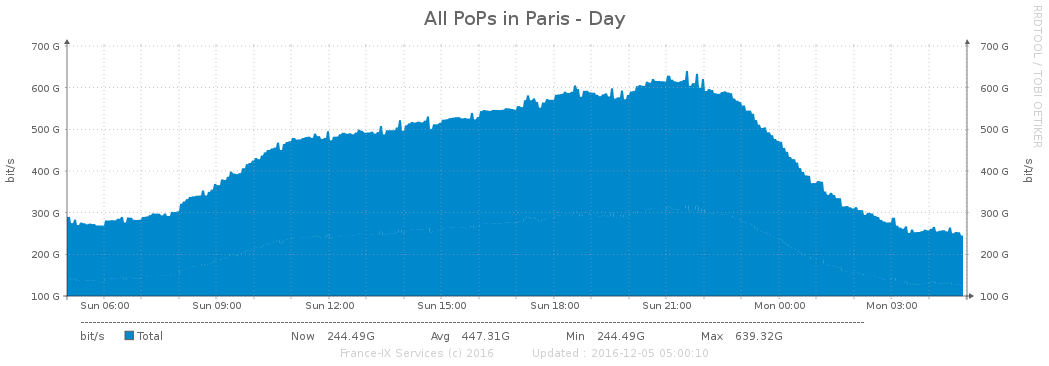 All PoPs in Paris - Day
RRDTOOL / TOBI OETIKER
bit/s
bit/s
700 G 700 G
600 G 600 G
500 G 500 G
400 G 400 G
300 G 300 G
200 G 200 G
100 G 100 G
Sun 06:00 Sun 09:00 Sun 12:00 Sun 15:00 Sun 18:00 Sun 21:00 Mon 00:00 Mon 03:00
bit/s Total Now 244.49G Avg 447.31G Min 244.49G Max 639.32G
France-IX Services (c) 2016 Updated : 2016-12-05 05:00:10